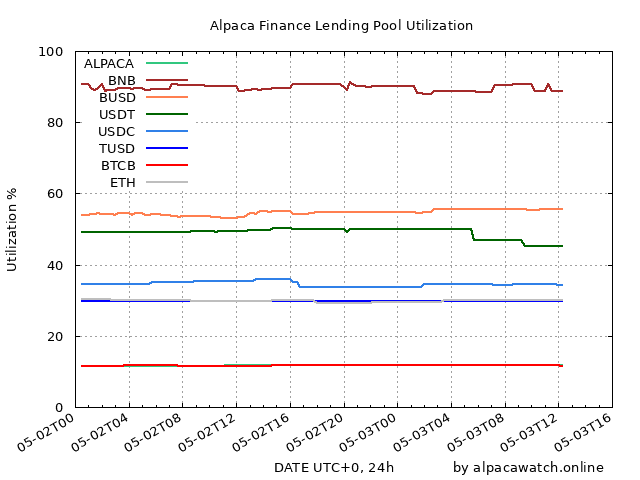 Alpaca Finance Lending Pool Utilization
100
80
60
40
20
0
Utilization %
ALPACA
BNB
BUSD
USDT
USDC
TUSD
BTCB
ETH
05-02T00
05-02T04
05-02T08
05-02T12
05-02T16
05-02T20
05-03T00
05-03T04
05-03T08
05-03T12
05-03T16
DATE UTC+0, 24h
by alpacawatch.online